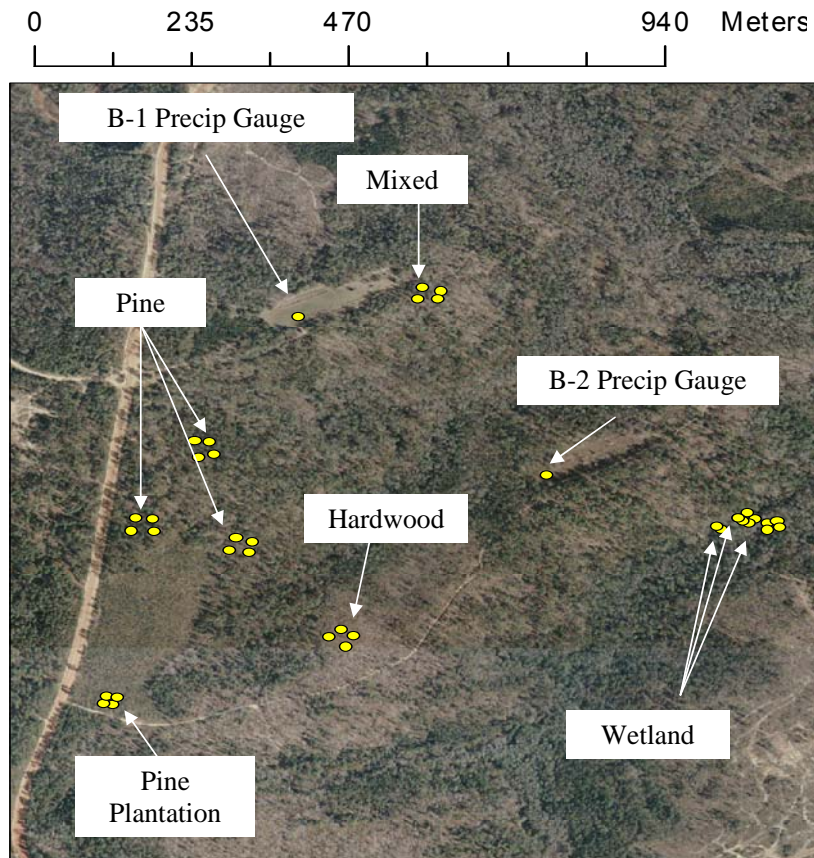 0 235 470 940 Meters
B-1 Precip Gauge
Mixed
Pine
B-2 Precip Gauge
Hardwood
Wetland
Pine
Plantation